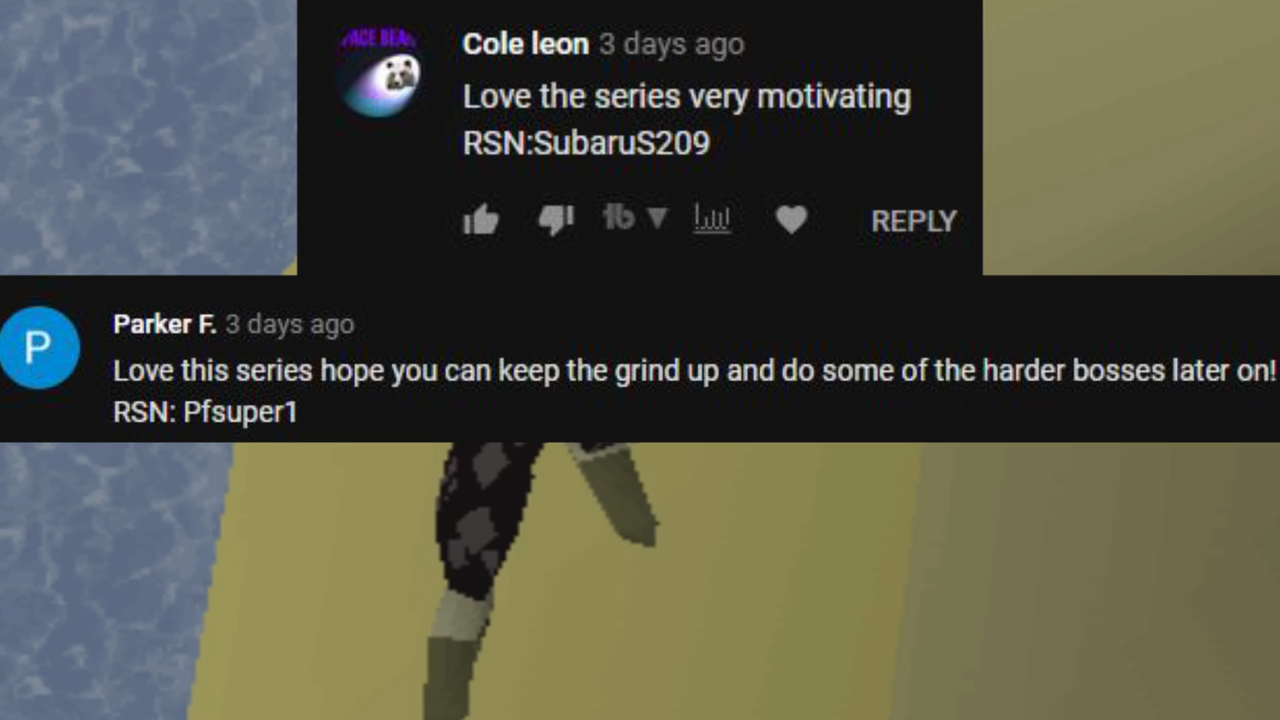 Cole leon 3 days ago
Love the series very motivating
RSN:SubaruS209
REPLY
P
Parker F. 3 days ago
Love this series hope you can keep the grind up and do some of the harder bosses later on!
RSN: Pfsuper1